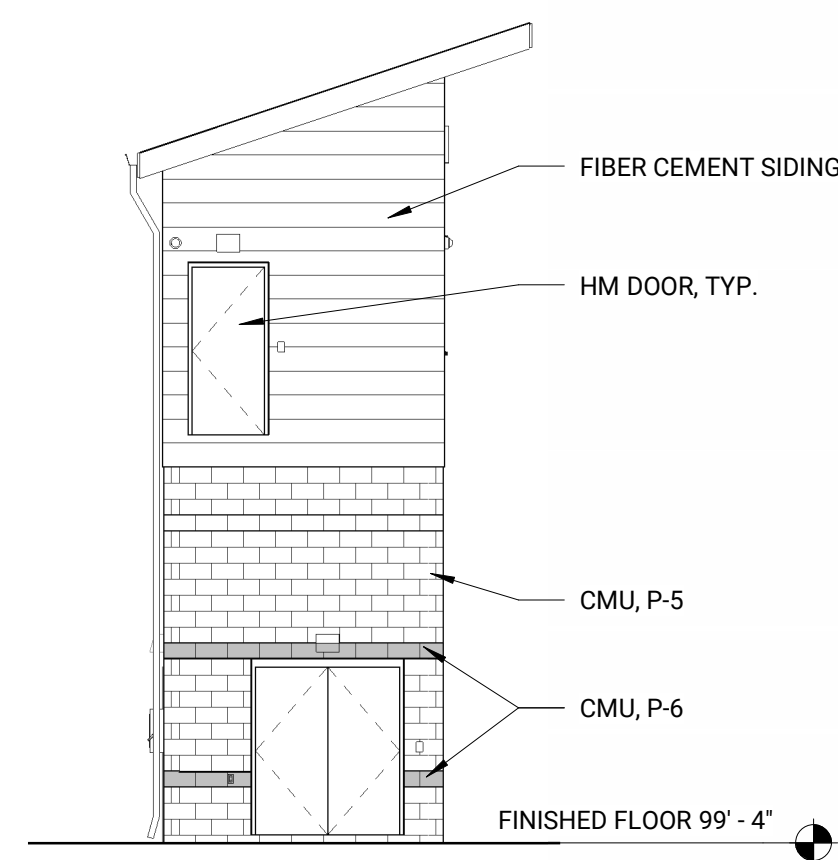 FIBER CEMENT SIDING
HM DOOR, TYP.
CMU, P-5
CMU, P-6
FINISHED FLOOR 99' - 4"